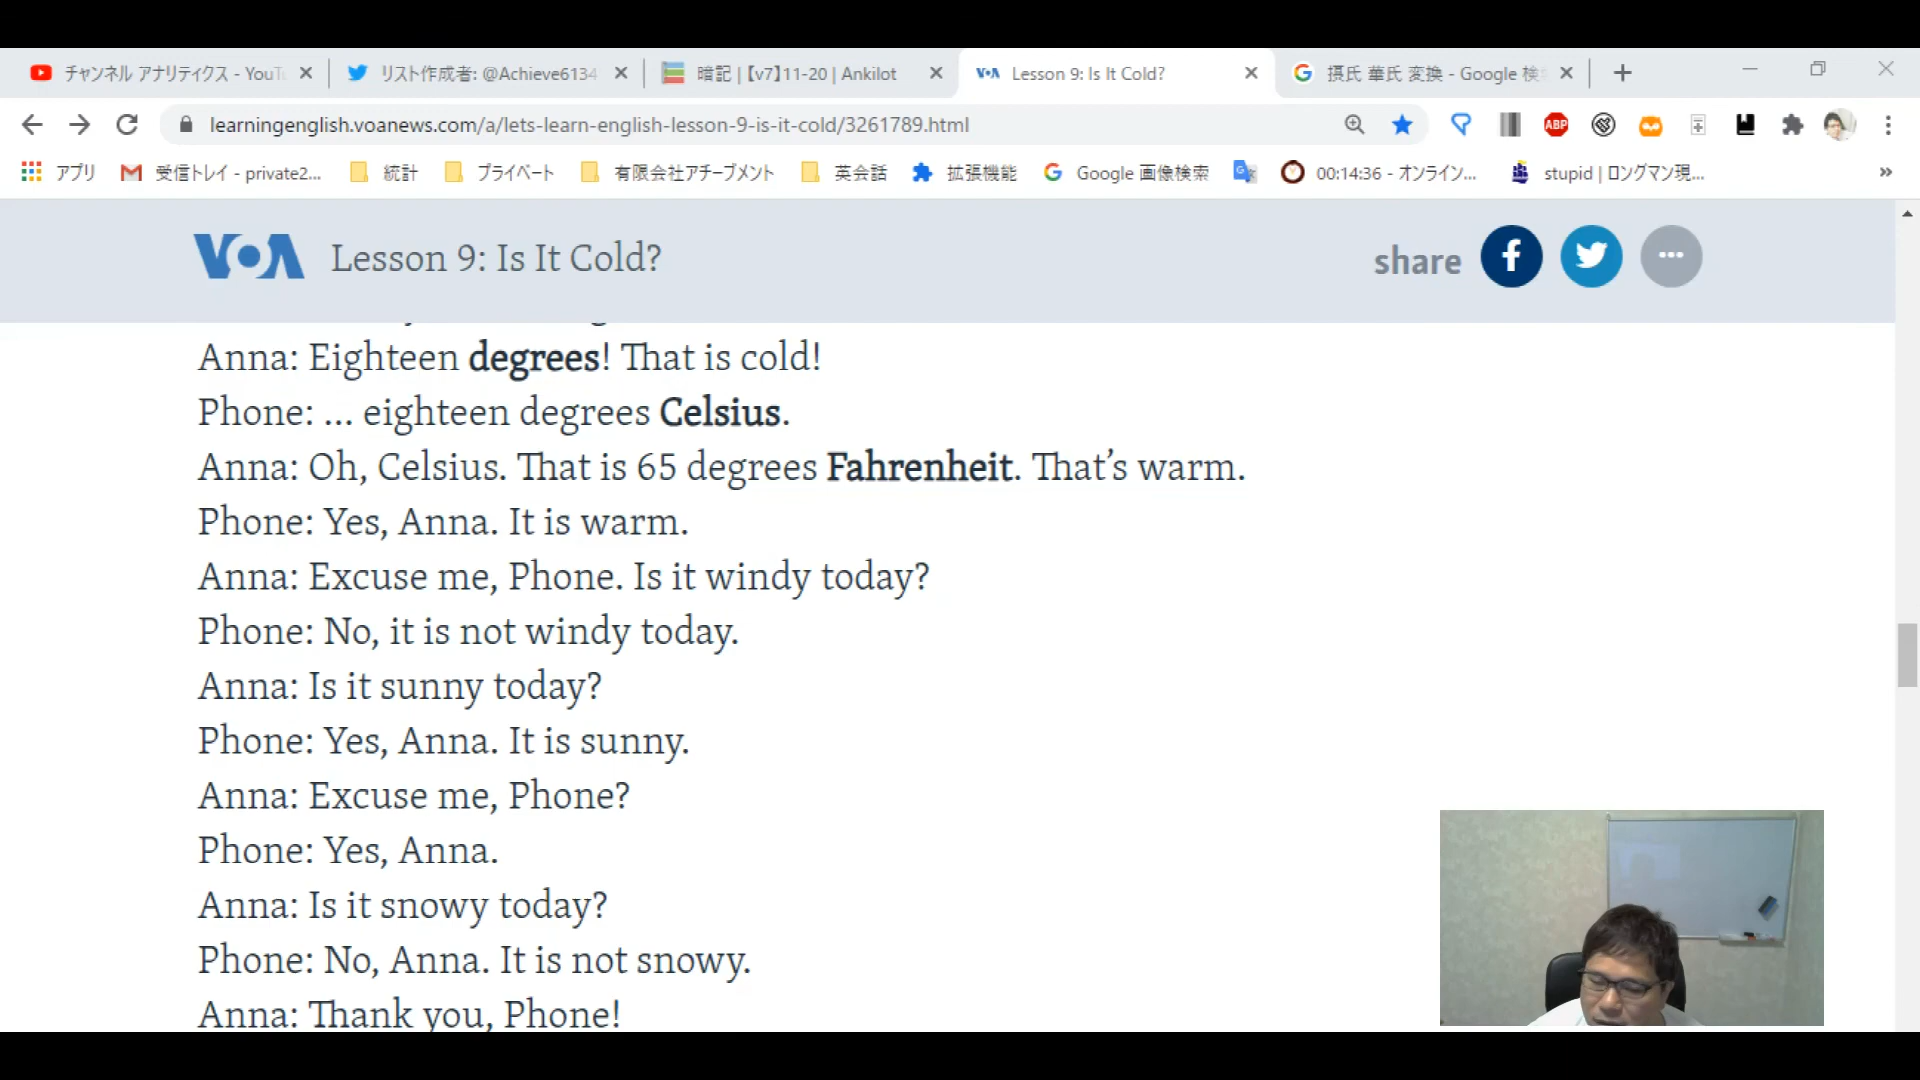 チャンネル アナリティクス - YouTu
リスト作成者: @Achieve6134
暗記 | 【v7】11-20 | Ankilot
VOA Lesson 9: Is It Cold?
摂氏 華氏 変換 - Google 検
learningenglish.voanews.com/a/lets-learn-english-lesson-9-is-it-cold/3261789.html
ABP
アプリ
受信トレイ - private2...
統計
プライベート
有限会社アチーブメント
英会話
拡張機能
Google 画像検索
00:14:36 - オンライン...
stupid | ロングマン現...
VOA Lesson 9: Is It Cold?
share
Anna: Eighteen degrees! That is cold!
Phone: ... eighteen degrees Celsius.
Anna: Oh, Celsius. That is 65 degrees Fahrenheit. That's warm.
Phone: Yes, Anna. It is warm.
Anna: Excuse me, Phone. Is it windy today?
Phone: No, it is not windy today.
Anna: Is it sunny today?
Phone: Yes, Anna. It is sunny.
Anna: Excuse me, Phone?
Phone: Yes, Anna.
Anna: Is it snowy today?
Phone: No, Anna. It is not snowy.
Anna: Thank you, Phone!